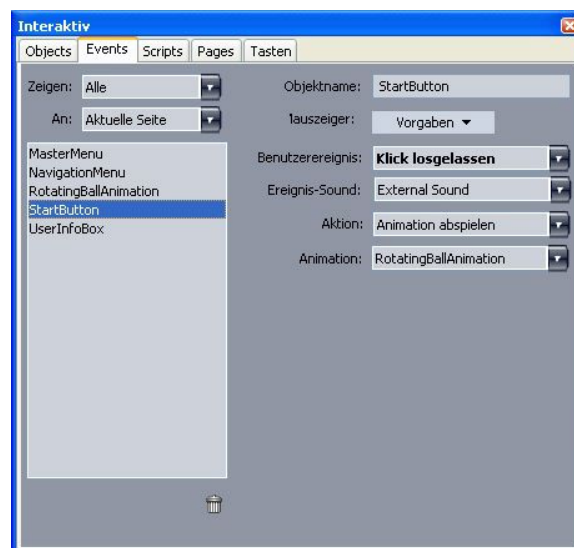 Interaktiv
Objects Events Scripts Pages Tasten
Zeigen: Alle
An: Aktuelle Seite
MasterMenu
NavigationMenu
RotatingBallAnimation
StartButton
UserInfoBox
Objektname: StartButton
1auszeiger: Vorgaben
Benutzerereignis: Klick losgelassen
Ereignis-Sound: External Sound
Aktion: Animation abspielen
Animation: RotatingBallAnimation